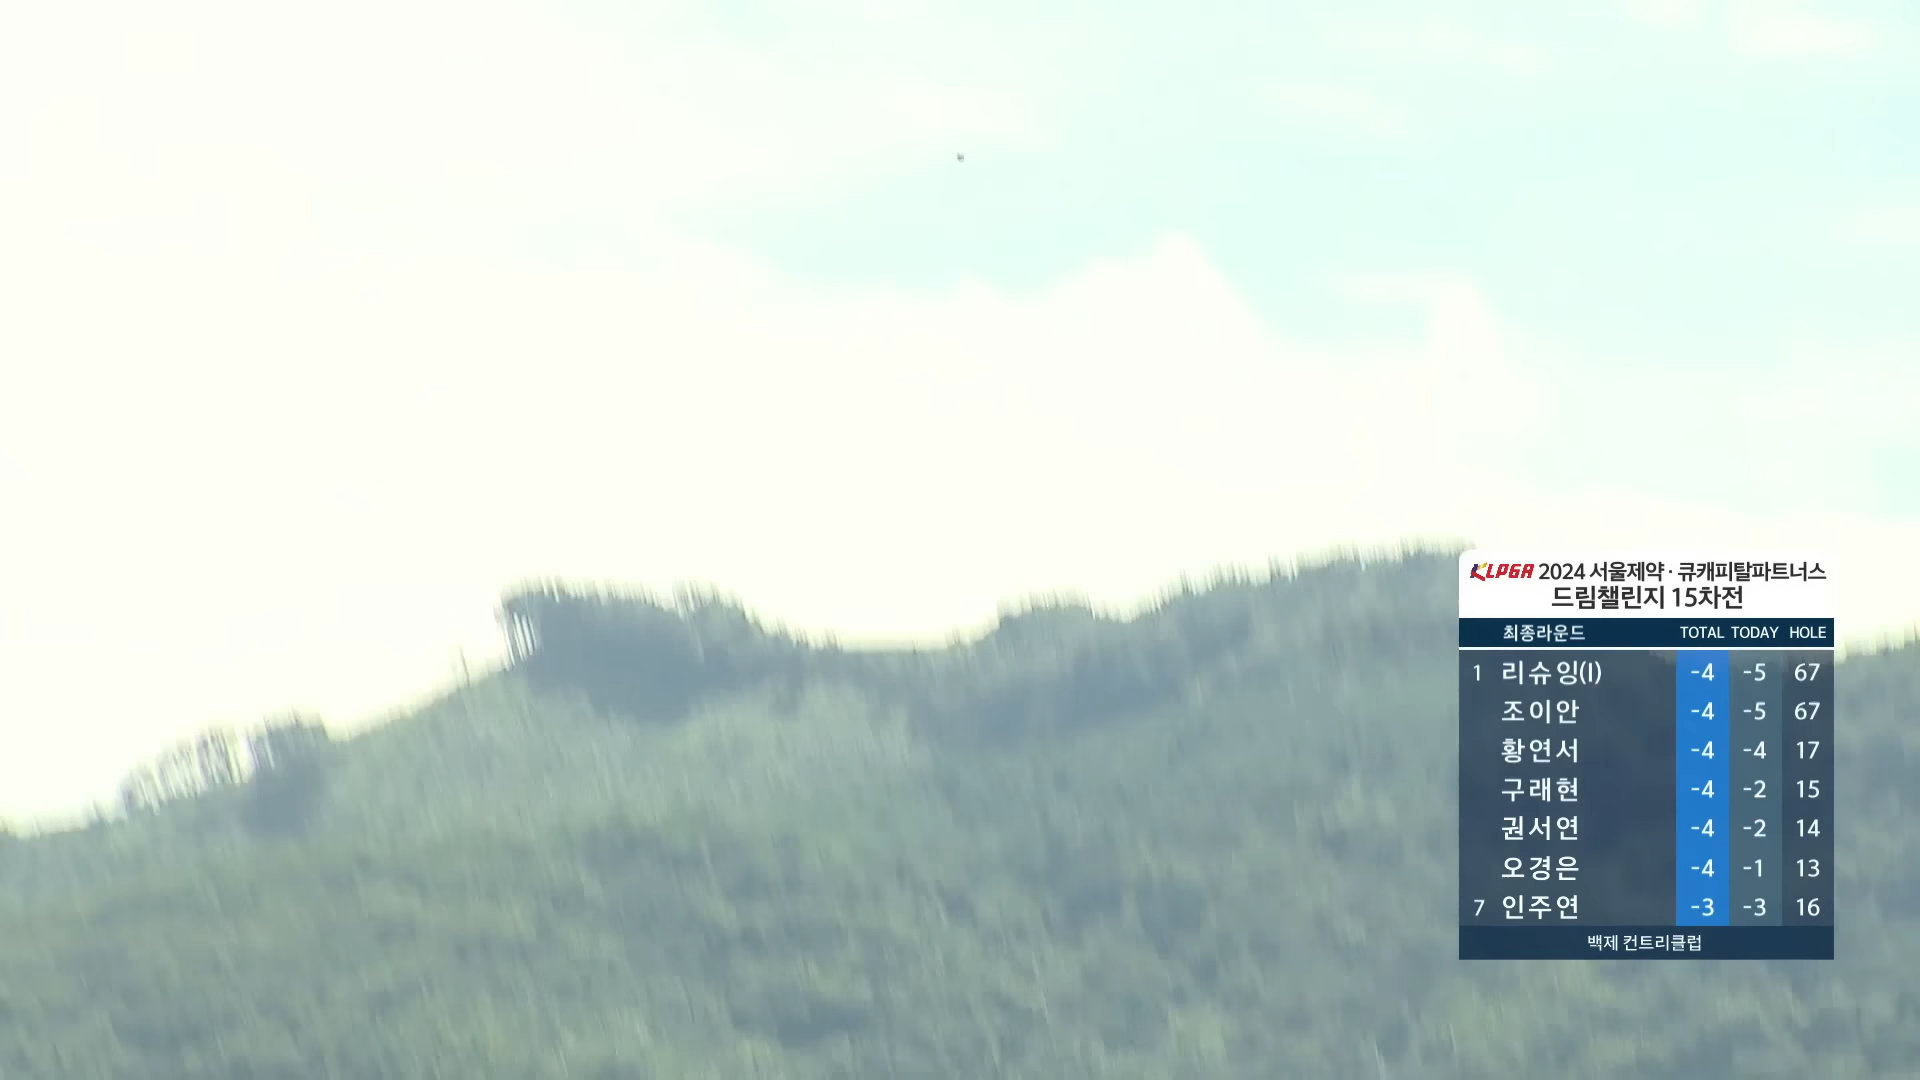 KLPGA 2024 서울제약 · 큐캐피탈파트너스
드림챌린지 15차전
최종라운드 TOTAL TODAY HOLE
1 리슈잉(I) -4 -5 67
조이안 -4 -5 67
황연서 -4 -4 17
구래현 -4 -2 15
권서연 -4 -2 14
오경은 -4 -1 13
7 인주연 -3 -3 16
백제 컨트리클럽